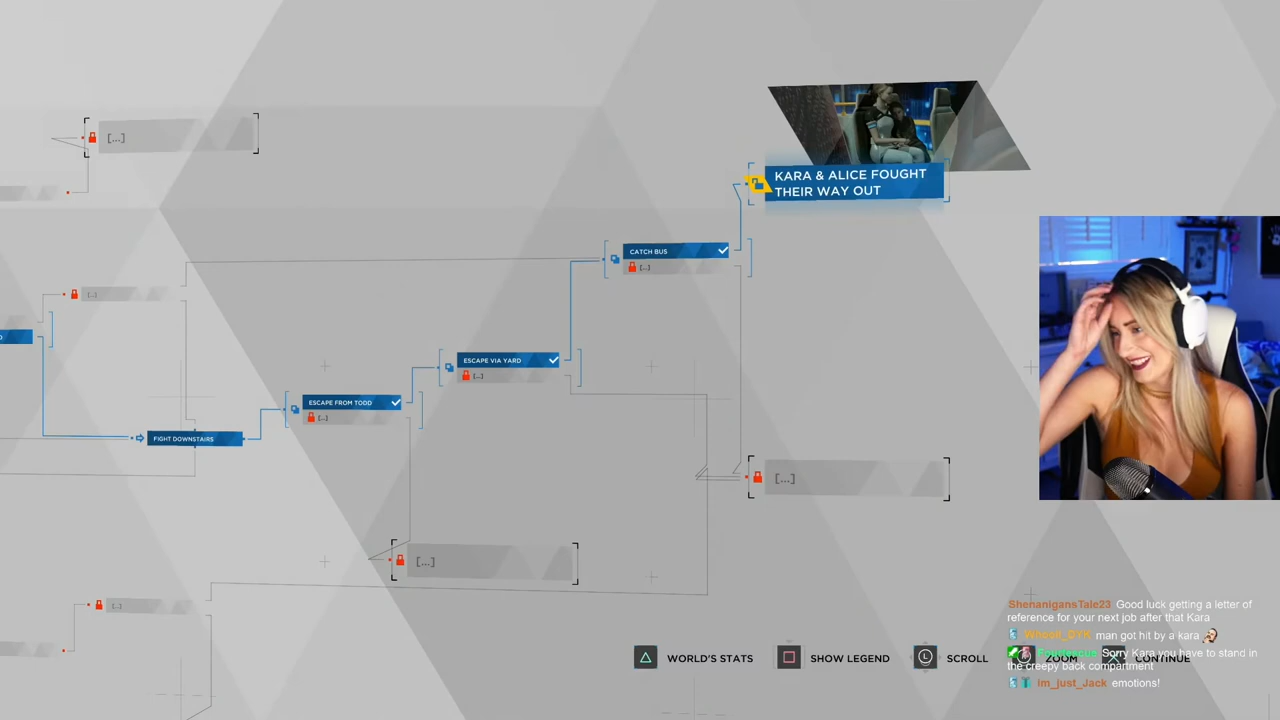 [...]
KARA & ALICE FOUGHT
THEIR WAY OUT
CATCH BUS
[...]
[...]
ESCAPE VIA YARD
[...]
ESCAPE FROM TODD
[...]
FIGHT DOWNSTAIRS
[...]
[...]
[...]
WORLD'S STATS
SHOW LEGEND
L
SCROLL
ZOOM
CONTINUE
ShenanigansTale23 Good luck getting a letter of
reference for your next job after that Kara
man got hit by a kara
Sorry Kara you have to stand in
the creepy back compartment
Im_just_Jack emotions!